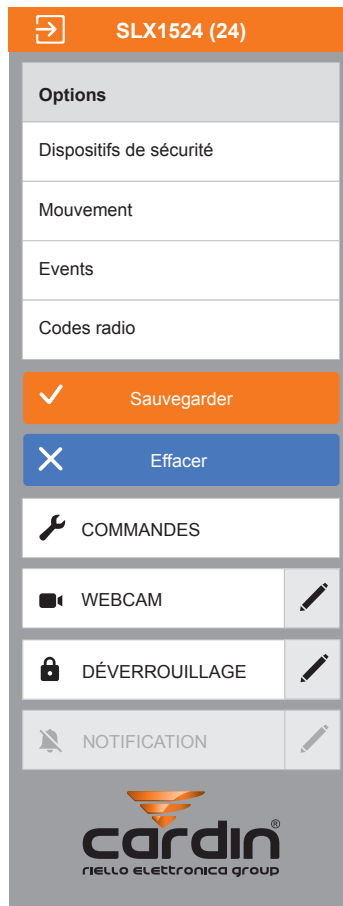 SLX1524 (24)
Options
Dispositifs de sécurité
Mouvement
Events
Codes radio
Sauvegarder
Effacer
COMMANDES
WEBCAM
DÉVERROUILLAGE
NOTIFICATION
cardin®
riello elettronica group